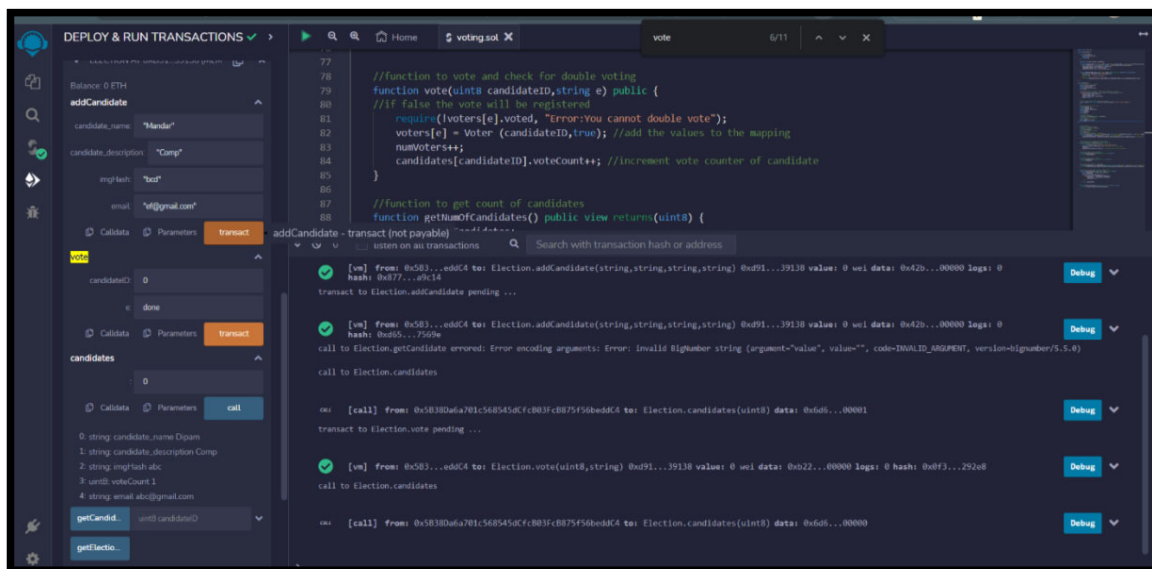 DEPLOY & RUN TRANSACTIONS
Balance: 0 ETH
addCandidate
candidate_name: "Mandar"
candidate_description: "Comp"
imgHash: "bcd"
email: "ef@gmail.com"
Calldata Parameters transact
vote
candidateID: 0
e: done
Calldata Parameters transact
candidates
: 0
Calldata Parameters call
0: string: candidate_name Dipam
1: string: candidate_description Comp
2: string: imgHash abc
3: uint8: voteCount 1
4: string: email abc@gmail.com
getCandid... uint8 candidateID
getElectio...
Home voting.sol
vote 6/11
77
78 //function to vote and check for double voting
79 function vote(uint8 candidateID,string e) public {
80 //if false the vote will be registered
81 require(!voters[e].voted, "Error:You cannot double vote");
82 voters[e] = Voter (candidateID,true); //add the values to the mapping
83 numVoters++;
84 candidates[candidateID].voteCount++; //increment vote counter of candidate
85 }
86
87 //function to get count of candidates
88 function getNumOfCandidates() public view returns(uint8) {
addCandidate - transact (not payable)
0 listen on all transactions Search with transaction hash or address
[vm] from: 0x5B3...eddC4 to: Election.addCandidate(string,string,string,string) 0xd91...39138 value: 0 wei data: 0x42b...00000 logs: 0 Debug
hash: 0x877...a9c14
transact to Election.addCandidate pending ...
[vm] from: 0x5B3...eddC4 to: Election.addCandidate(string,string,string,string) 0xd91...39138 value: 0 wei data: 0x42b...00000 logs: 0 Debug
hash: 0xd65...7569e
call to Election.getCandidate errored: Error encoding arguments: Error: invalid BigNumber string (argument="value", value="", code=INVALID_ARGUMENT, version=bignumber/5.5.0)
call to Election.candidates
CALL [call] from: 0x5B38Da6a701c568545dCfcB03FcB875f56beddC4 to: Election.candidates(uint8) data: 0x6d6...00001 Debug
transact to Election.vote pending ...
[vm] from: 0x5B3...eddC4 to: Election.vote(uint8,string) 0xd91...39138 value: 0 wei data: 0xb22...00000 logs: 0 hash: 0x0f3...292e8 Debug
call to Election.candidates
CALL [call] from: 0x5B38Da6a701c568545dCfcB03FcB875f56beddC4 to: Election.candidates(uint8) data: 0x6d6...00000 Debug